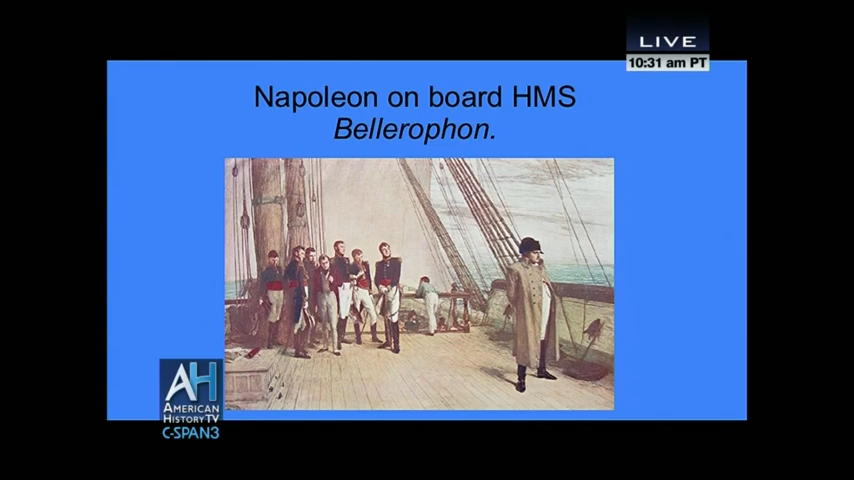 LIVE
10:31 am PT
Napoleon on board HMS
Bellerophon.
AH
AMERICAN
HISTORY TV
C-SPAN3